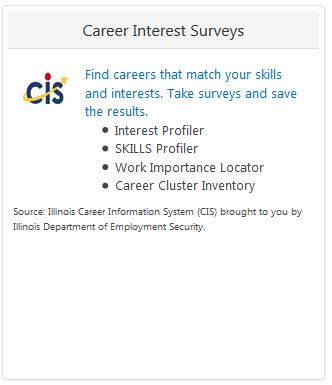 Career Interest Surveys
cis
Find careers that match your skills
and interests. Take surveys and save
the results.
• Interest Profiler
• SKILLS Profiler
• Work Importance Locator
• Career Cluster Inventory
Source: Illinois Career Information System (CIS) brought to you by
Illinois Department of Employment Security.